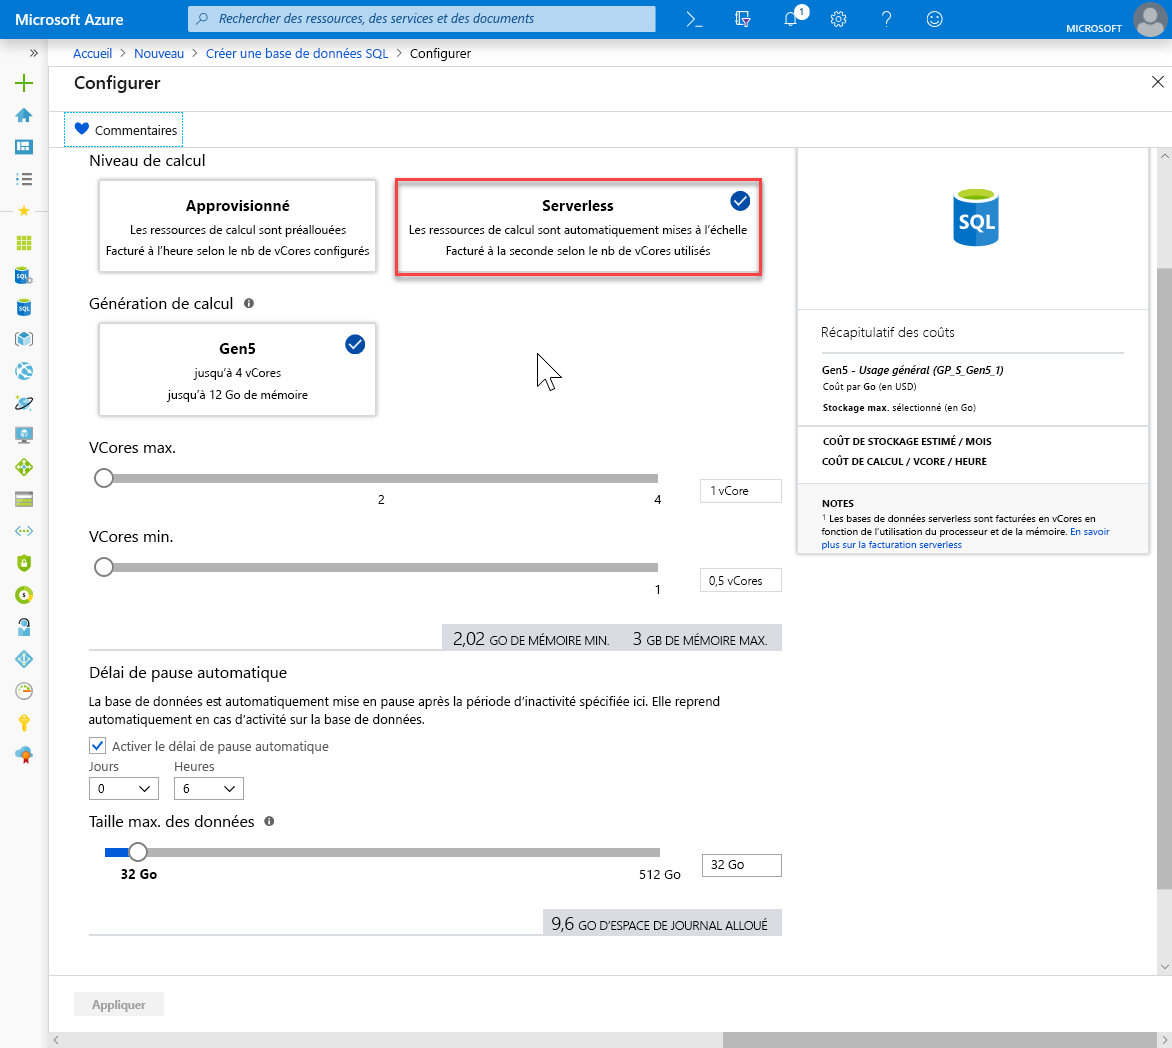 Microsoft Azure
Rechercher des ressources, des services et des documents
1
MICROSOFT
Accueil > Nouveau > Créer une base de données SQL > Configurer
Configurer
Commentaires
Niveau de calcul
Approvisionné
Les ressources de calcul sont préallouées
Facturé à l'heure selon le nb de vCores configurés
Serverless
Les ressources de calcul sont automatiquement mises à l'échelle
Facturé à la seconde selon le nb de vCores utilisés
Génération de calcul
Gen5
jusqu'à 4 vCores
jusqu'à 12 Go de mémoire
VCores max.
2
4
1 vCore
VCores min.
1
0,5 vCores
2,02 GO DE MÉMOIRE MIN. 3 GB DE MÉMOIRE MAX.
Délai de pause automatique
La base de données est automatiquement mise en pause après la période d'inactivité spécifiée ici. Elle reprend
automatiquement en cas d'activité sur la base de données.
Activer le délai de pause automatique
Jours Heures
0 6
Taille max. des données
32 Go
512 Go
32 Go
9,6 GO D'ESPACE DE JOURNAL ALLOUÉ
Appliquer
SQL
Récapitulatif des coûts
Gen5 - Usage général (GP_S_Gen5_1)
Coût par Go (en USD)
Stockage max. sélectionné (en Go)
COÛT DE STOCKAGE ESTIMÉ / MOIS
COÛT DE CALCUL / VCORE / HEURE
NOTES
1 Les bases de données serverless sont facturées en vCores en
fonction de l'utilisation du processeur et de la mémoire. En savoir
plus sur la facturation serverless